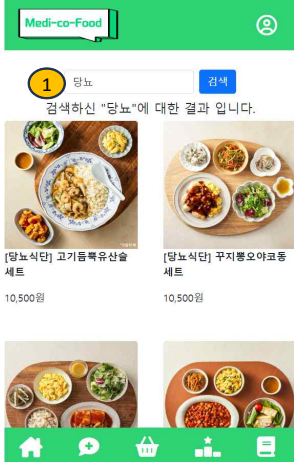 Medi-co-Food
1
당뇨
검색
검색하신 "당뇨"에 대한 결과 입니다.
[당뇨식단] 고기듬뿍유산슬
세트
10,500원
[당뇨식단] 꾸지뽕오야코동
세트
10,500원